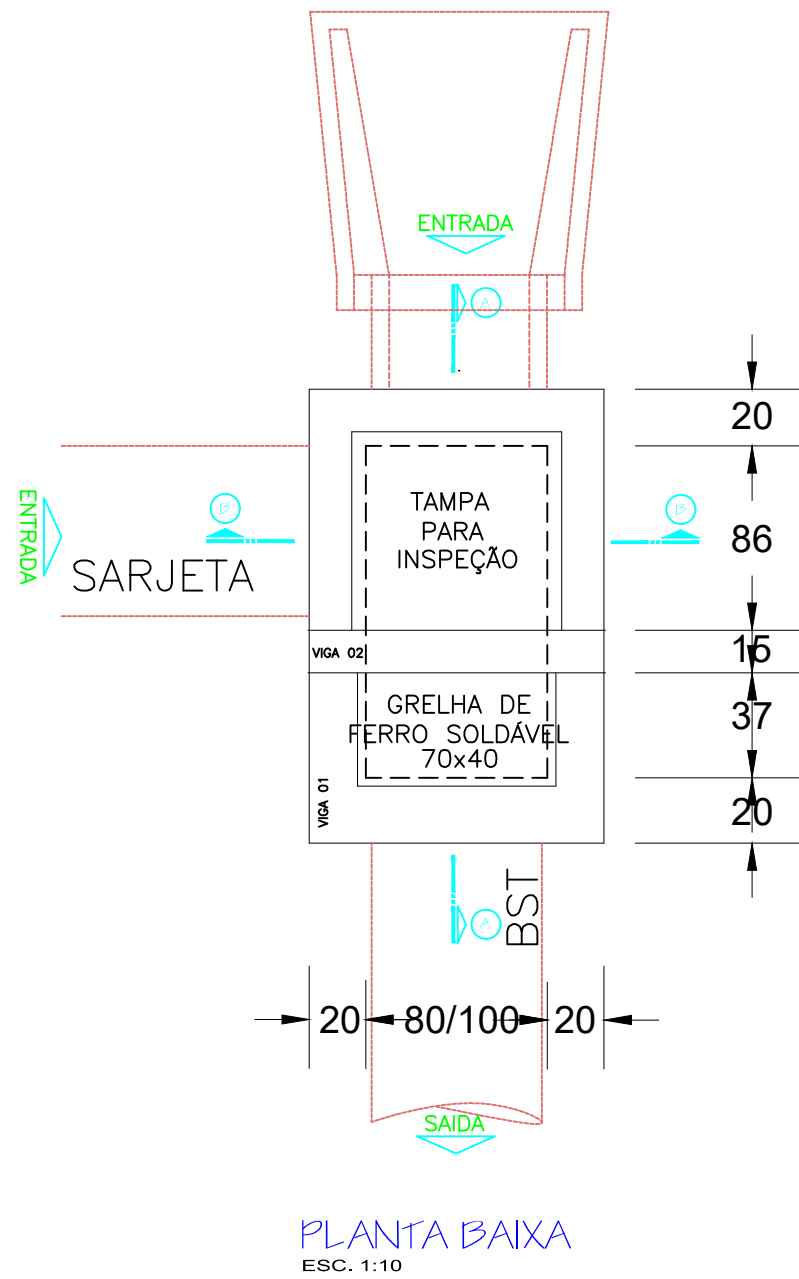 ENTRADA
A
20
ENTRADA
B
TAMPA
PARA
INSPEÇÃO
B
86
SARJETA
VIGA 02
15
GRELHA DE
FERRO SOLDÁVEL
70x40
37
VIGA 01
20
A
BST
20
80/100
20
SAIDA
PLANTA BAIXA
ESC. 1:10